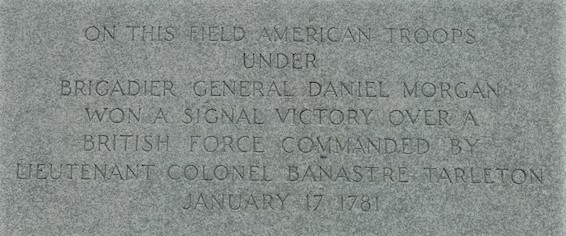 ON THIS FIELD AMERICAN TROOPS
UNDER
BRIGADIER GENERAL DANIEL MORGAN
WON A SIGNAL VICTORY OVER A
BRITISH FORCE COMMANDED BY
LIEUTENANT COLONEL BANASTRE TARLETON
JANUARY 17 1781